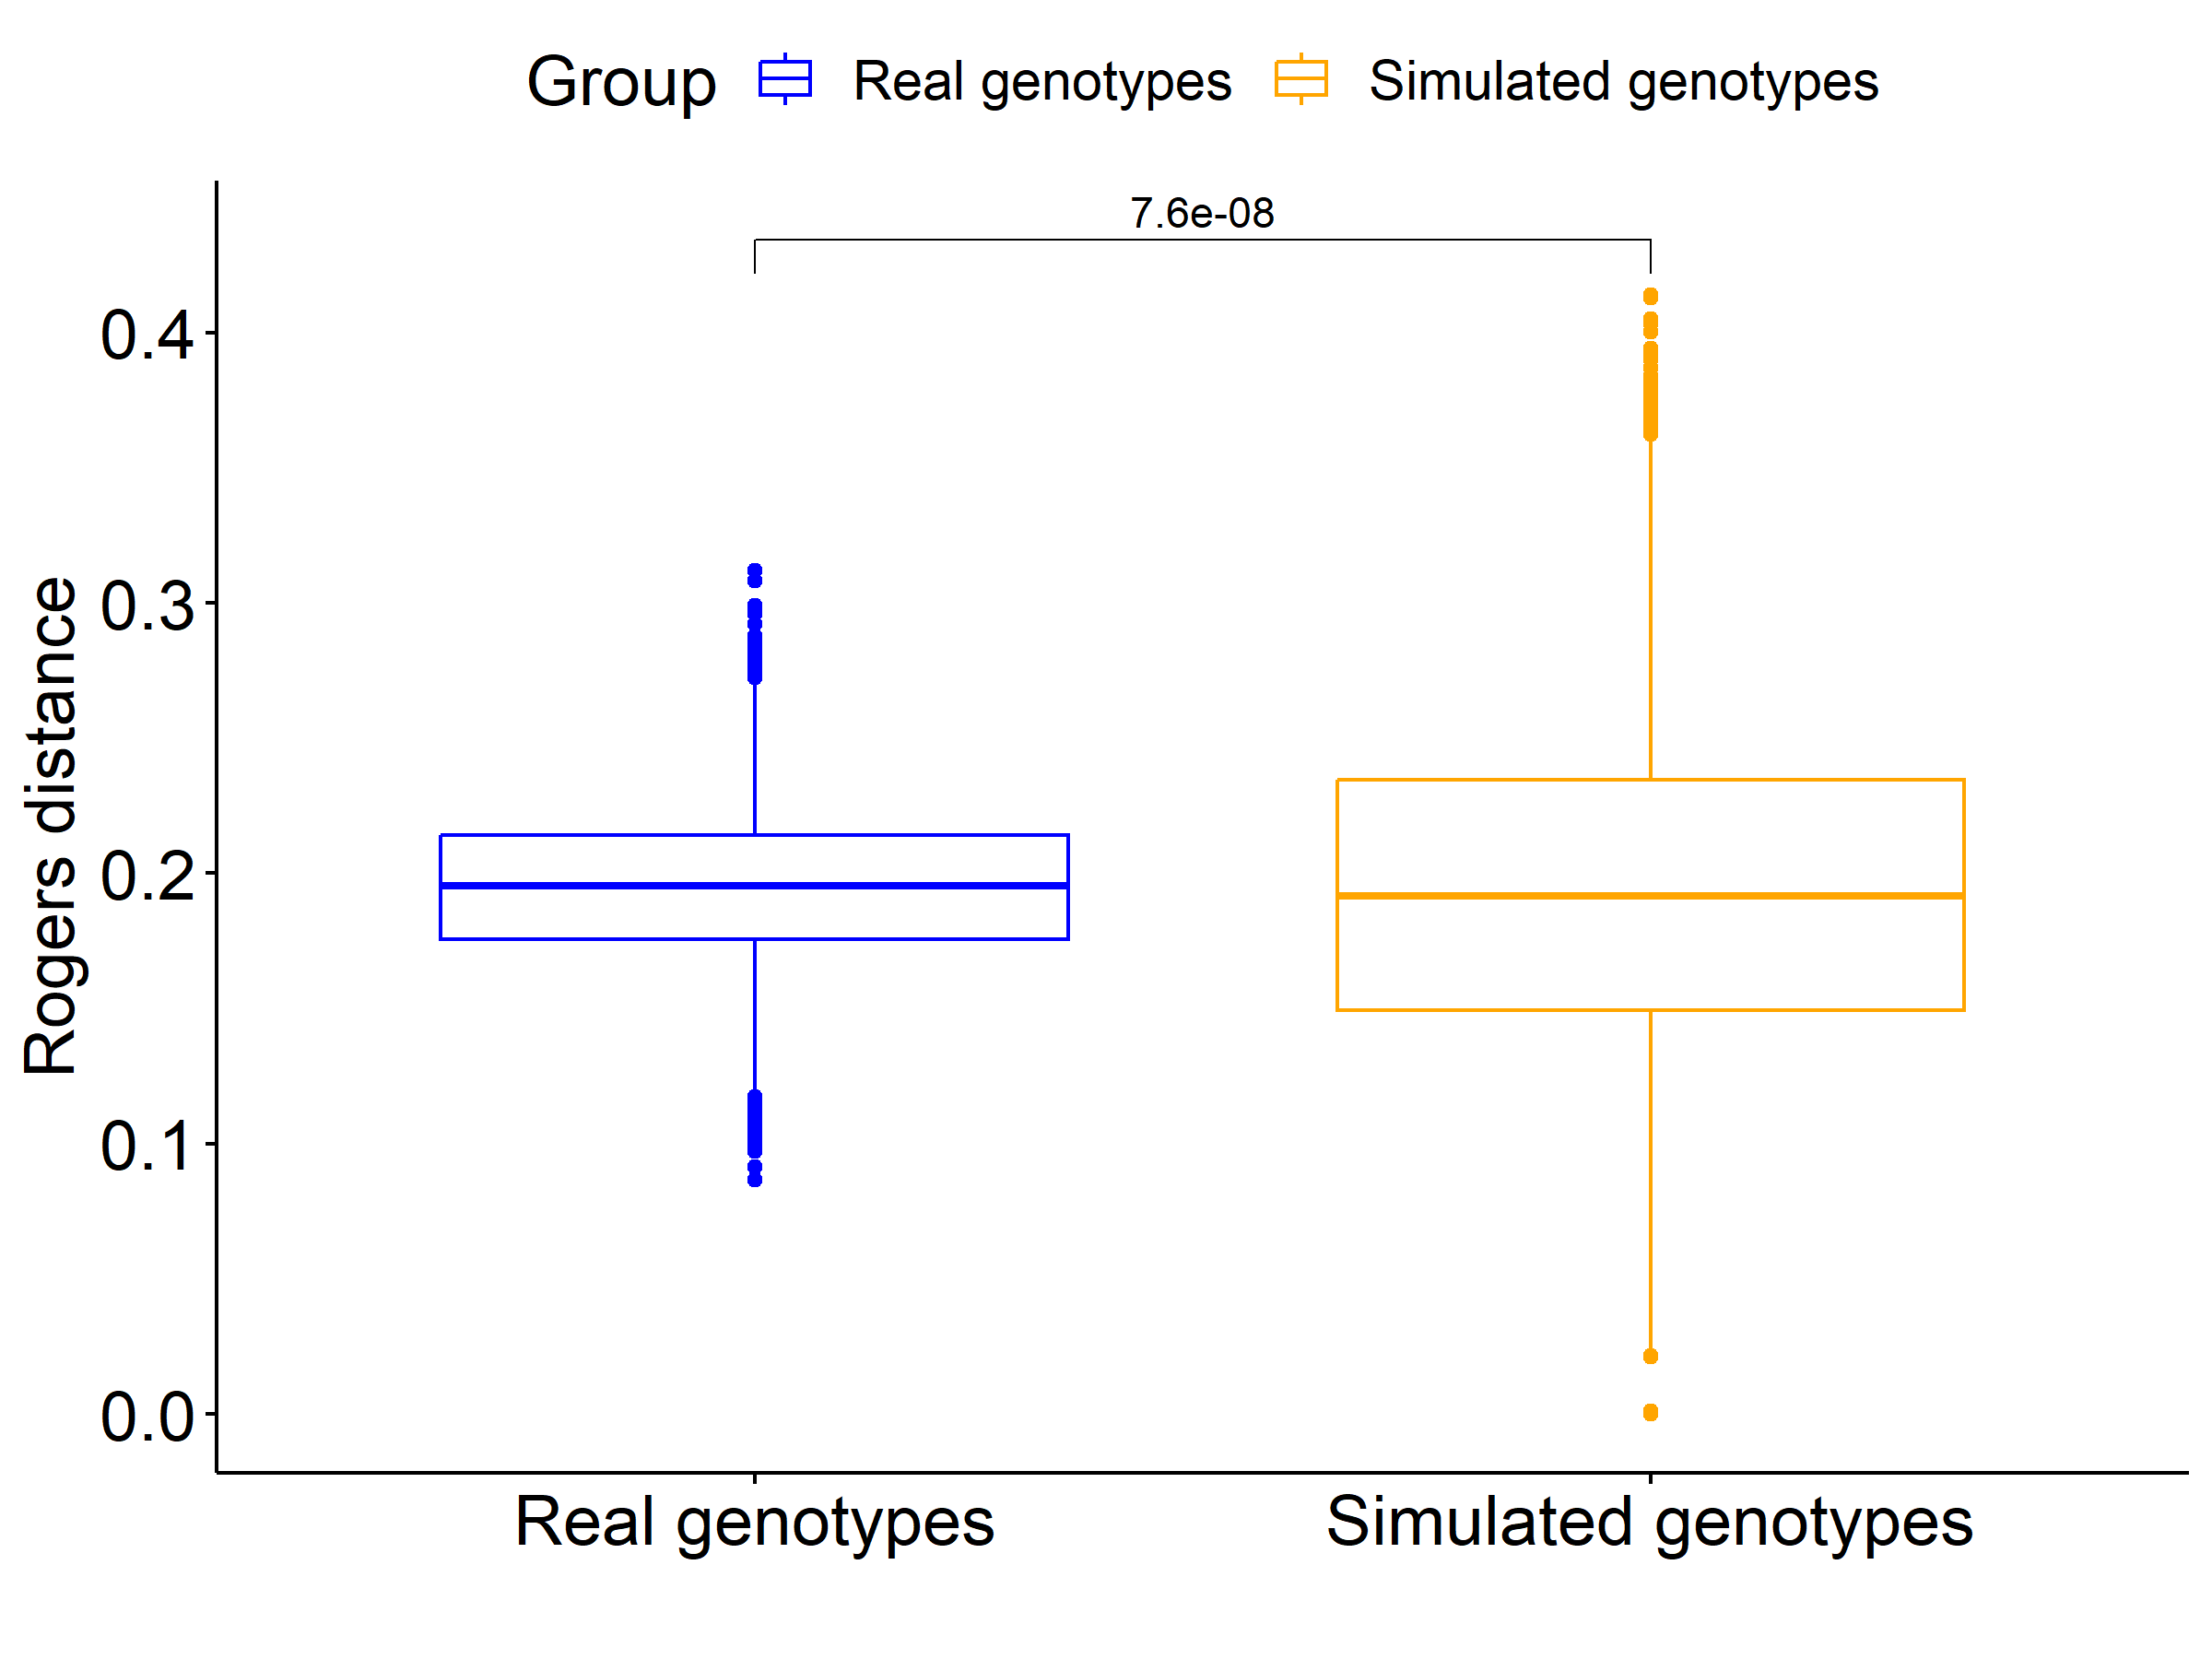 Group Real genotypes Simulated genotypes
7.6e-08
0.4
0.3
0.2
0.1
0.0
Rogers distance
Real genotypes Simulated genotypes